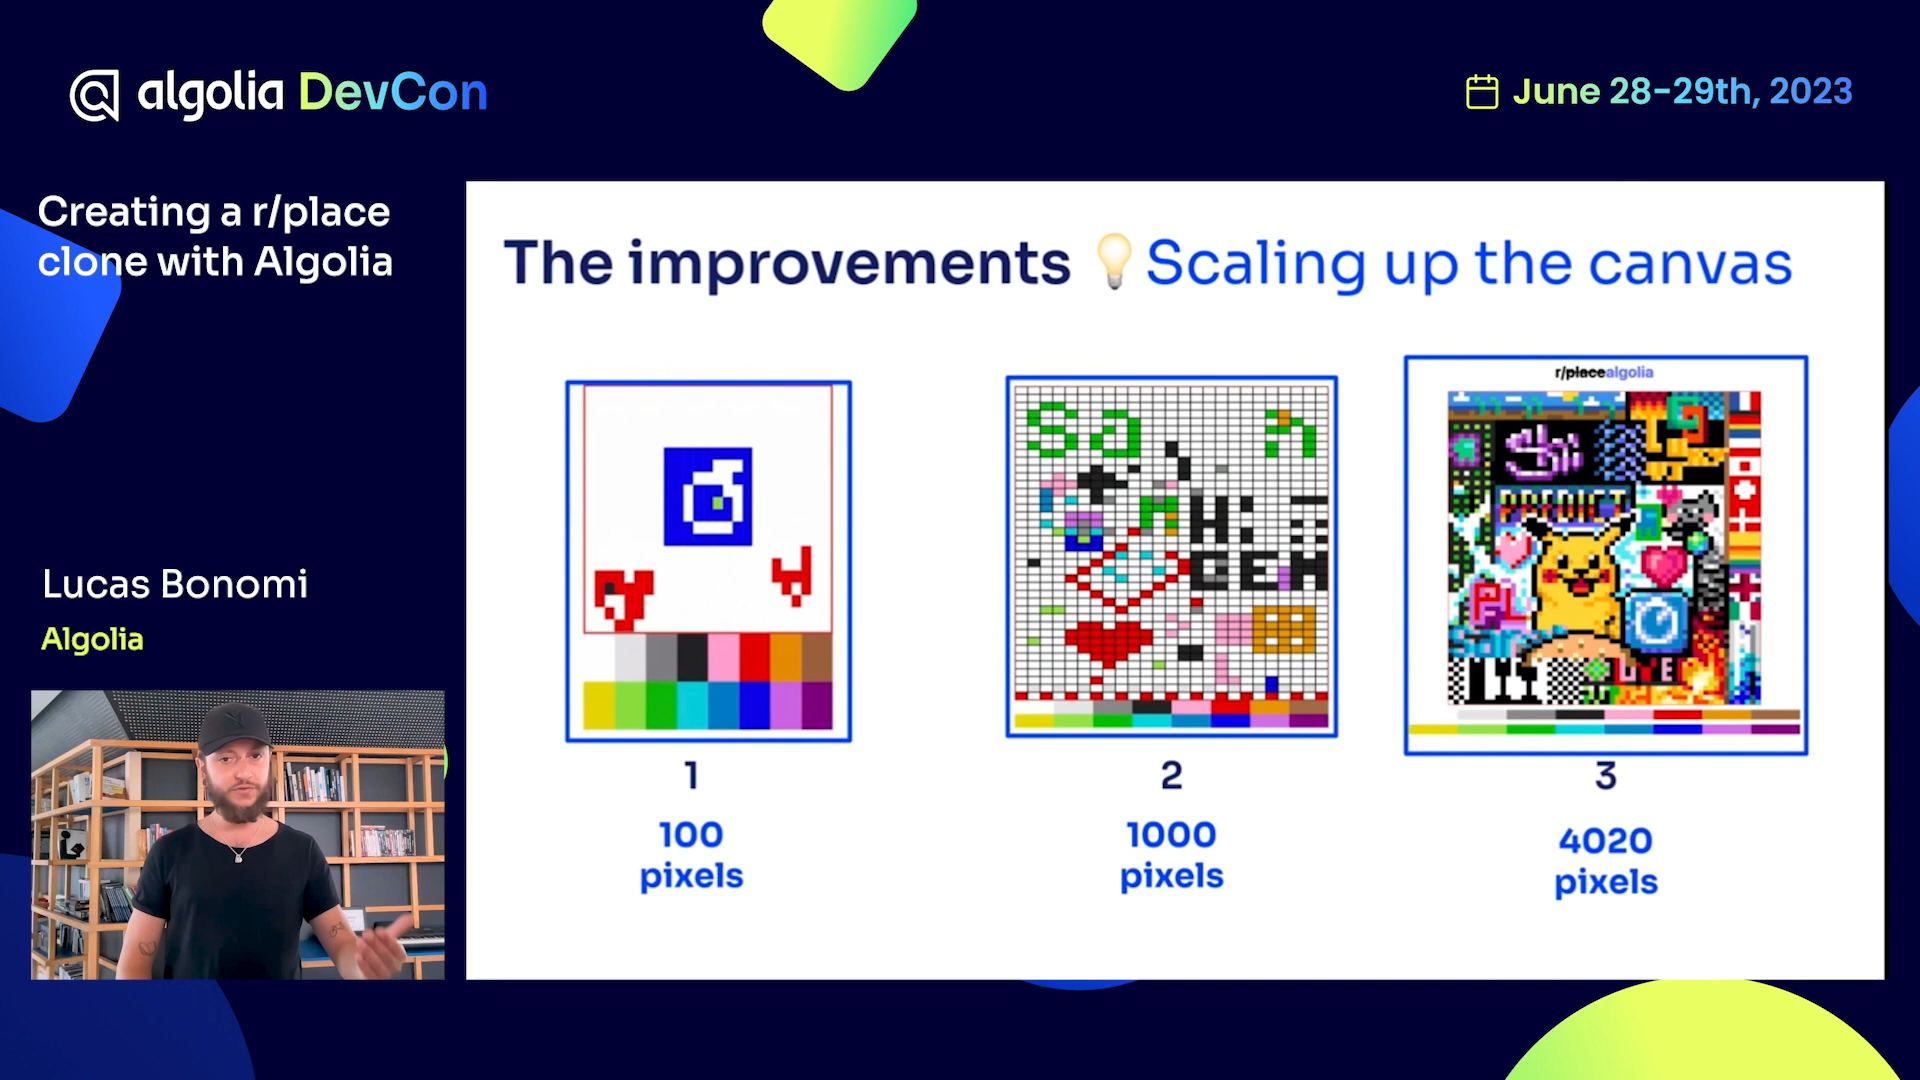 algolia DevCon
June 28-29th, 2023
Creating a r/place
clone with Algolia
The improvements 💡 Scaling up the canvas
r/placealgolia
Hi
1
2
3
100
pixels
1000
pixels
4020
pixels
Lucas Bonomi
Algolia